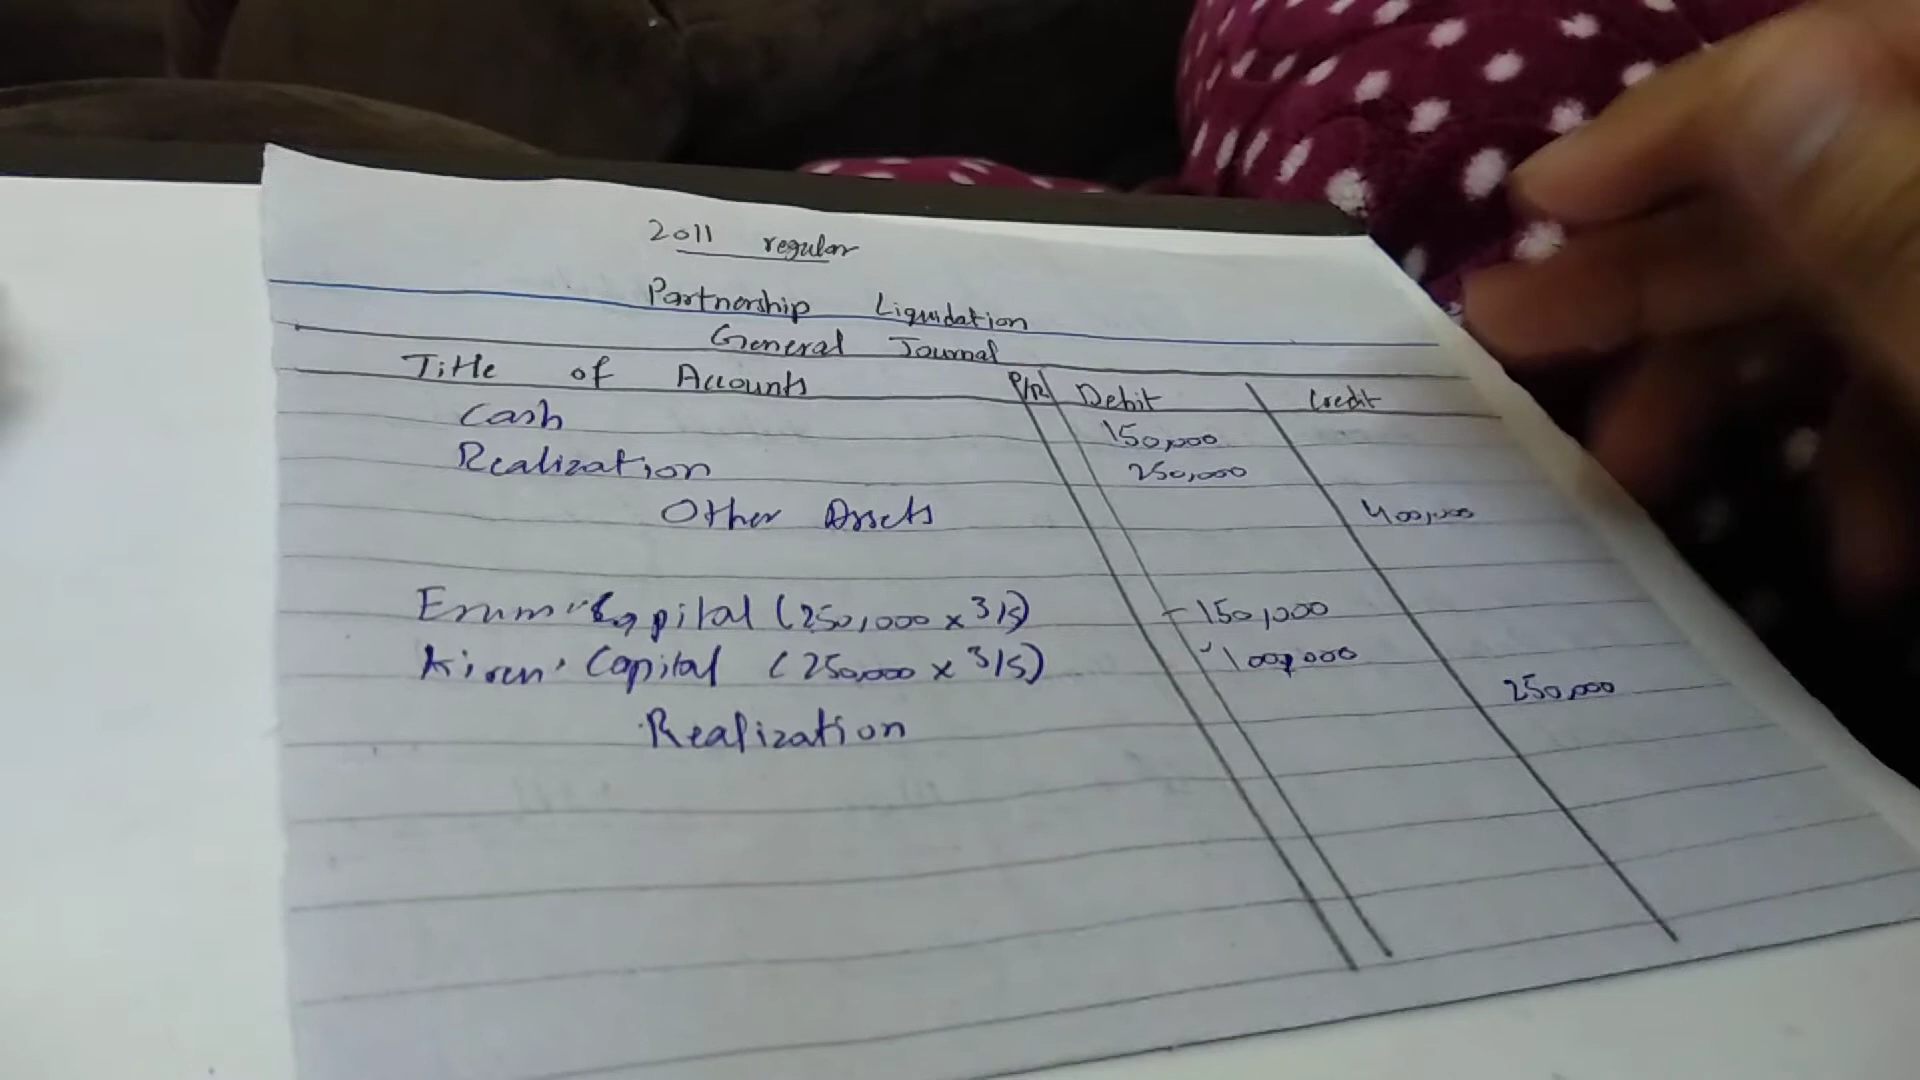 2011 regular
Partnership Liquidation
General Journal
Title of Accounts P/R Debit Credit
Cash 150,000
Realization 250,000
Other Assets 400,000
Erum's Capital (250,000 x 3/5) 150,000
Kiran's Capital (250,000 x 3/5) 100,000
Realization 250,000